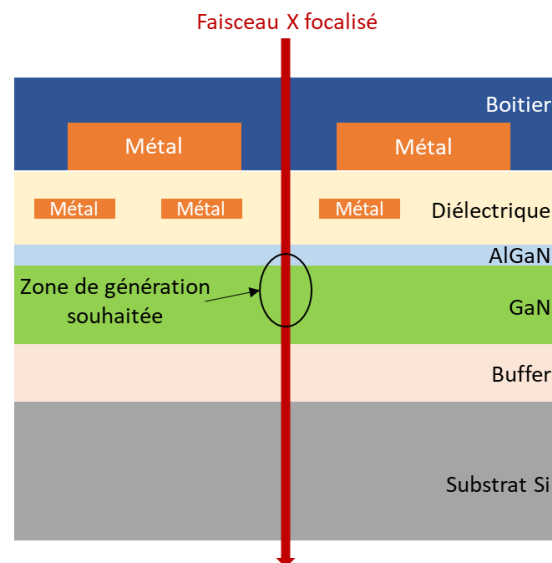 Faisceau X focalisé
Boitier
Métal
Métal
Métal
Métal
Métal
Diélectrique
AlGaN
Zone de génération
souhaitée
GaN
Buffer
Substrat Si